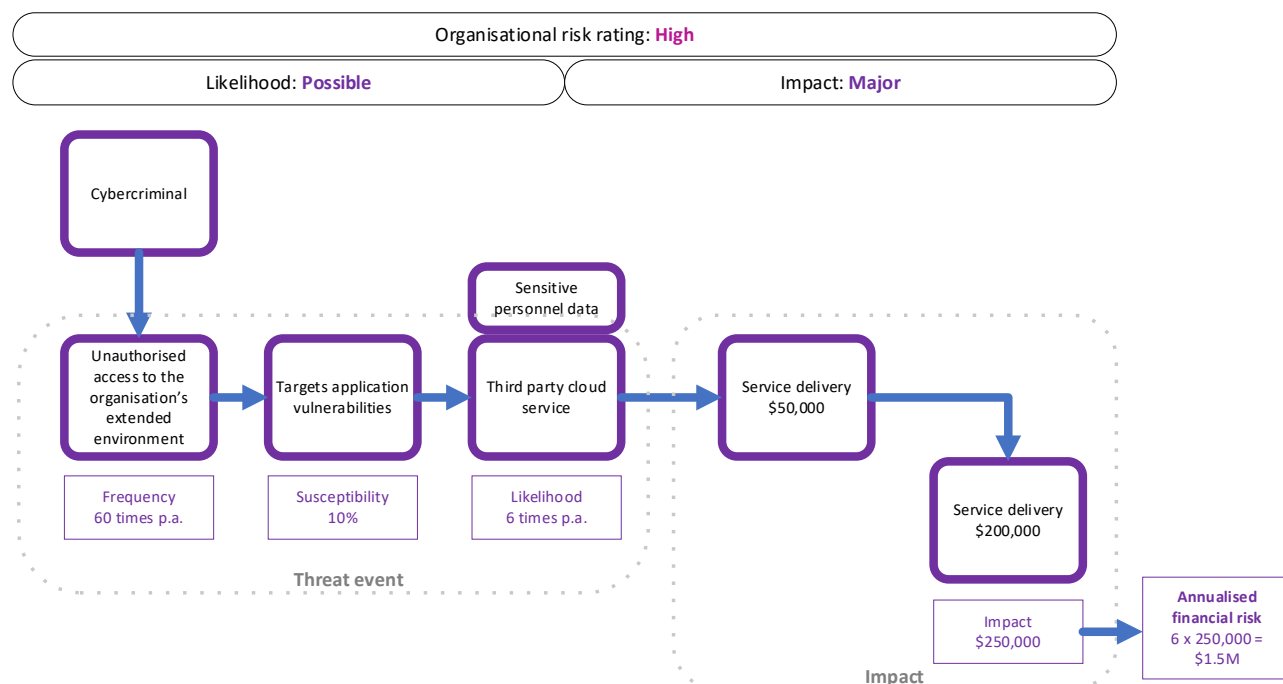 Organisational risk rating: High
Likelihood: Possible
Impact: Major
Cybercriminal
Sensitive
personnel data
Unauthorised
access to the
organisation’s
extended
environment
Targets application
vulnerabilities
Third party cloud
service
Service delivery
$50,000
Frequency
60 times p.a.
Susceptibility
10%
Likelihood
6 times p.a.
Service delivery
$200,000
Threat event
Impact
$250,000
Annualised
financial risk
6 x 250,000 =
$1.5M
Impact